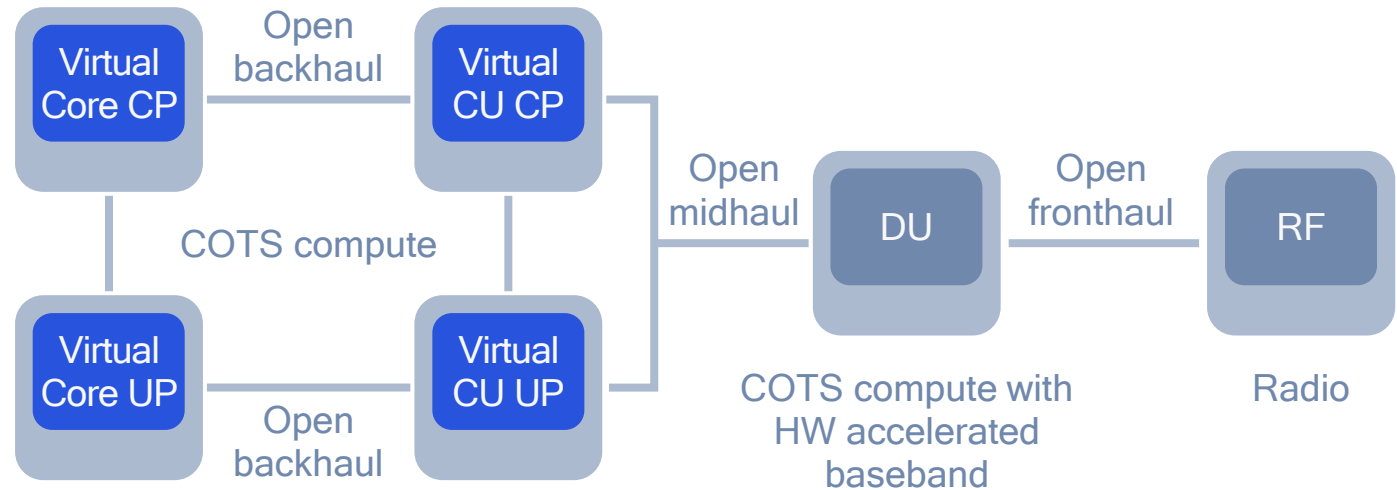 Virtual
Core CP
Open
backhaul
Virtual
CU CP
COTS compute
Virtual
Core UP
Open
backhaul
Virtual
CU UP
Open
midhaul
DU
COTS compute with
HW accelerated
baseband
Open
fronthaul
RF
Radio